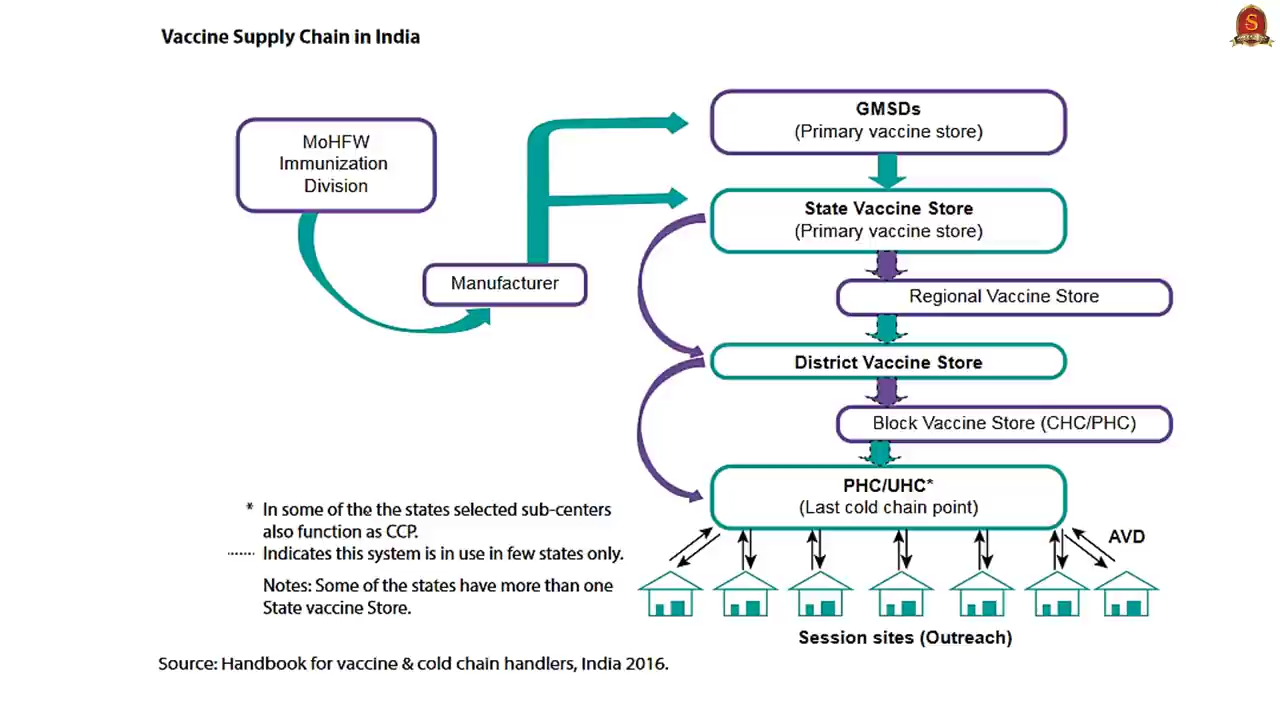 Vaccine Supply Chain in India
S
MoHFW
Immunization
Division
Manufacturer
GMSDs
(Primary vaccine store)
State Vaccine Store
(Primary vaccine store)
Regional Vaccine Store
District Vaccine Store
Block Vaccine Store (CHC/PHC)
PHC/UHC*
(Last cold chain point)
AVD
Session sites (Outreach)
* In some of the the states selected sub-centers
also function as CCP.
........ Indicates this system is in use in few states only.
Notes: Some of the states have more than one
State vaccine Store.
Source: Handbook for vaccine & cold chain handlers, India 2016.